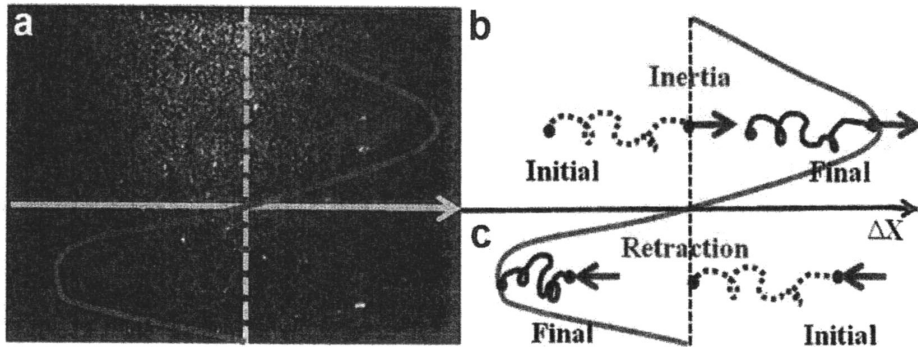 a
b
Inertia
Initial
Final
ΔX
c
Retraction
Final
Initial